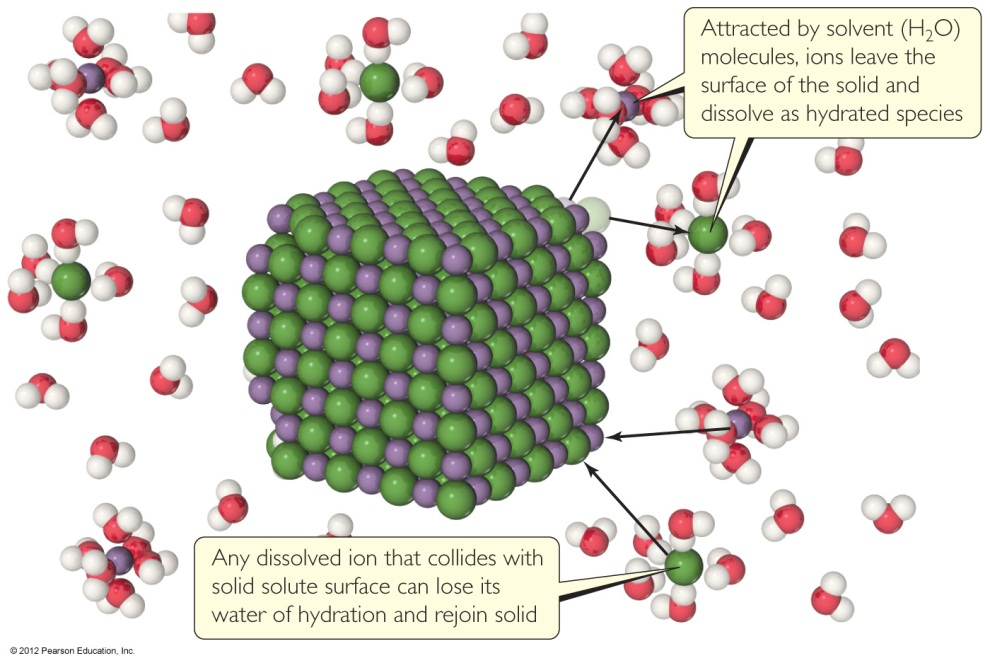 Attracted by solvent (H₂O)
molecules, ions leave the
surface of the solid and
dissolve as hydrated species
Any dissolved ion that collides with
solid solute surface can lose its
water of hydration and rejoin solid
© 2012 Pearson Education, Inc.